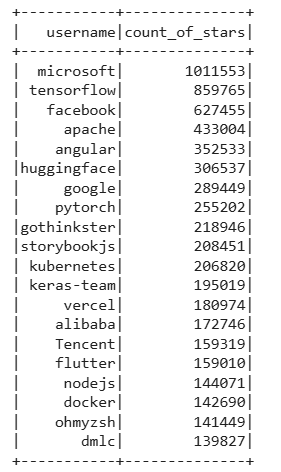 +-----------+--------------+
|   username|count_of_stars|
+-----------+--------------+
|  microsoft|       1011553|
| tensorflow|        859765|
|   facebook|        627455|
|     apache|        433004|
|    angular|        352533|
|huggingface|        306537|
|     google|        289449|
|    pytorch|        255202|
|gothinkster|        218946|
|storybookjs|        208451|
| kubernetes|        206820|
| keras-team|        195019|
|     vercel|        180974|
|    alibaba|        172746|
|    Tencent|        159319|
|    flutter|        159010|
|     nodejs|        144071|
|     docker|        142690|
|    ohmyzsh|        141449|
|       dmlc|        139827|
+-----------+--------------+